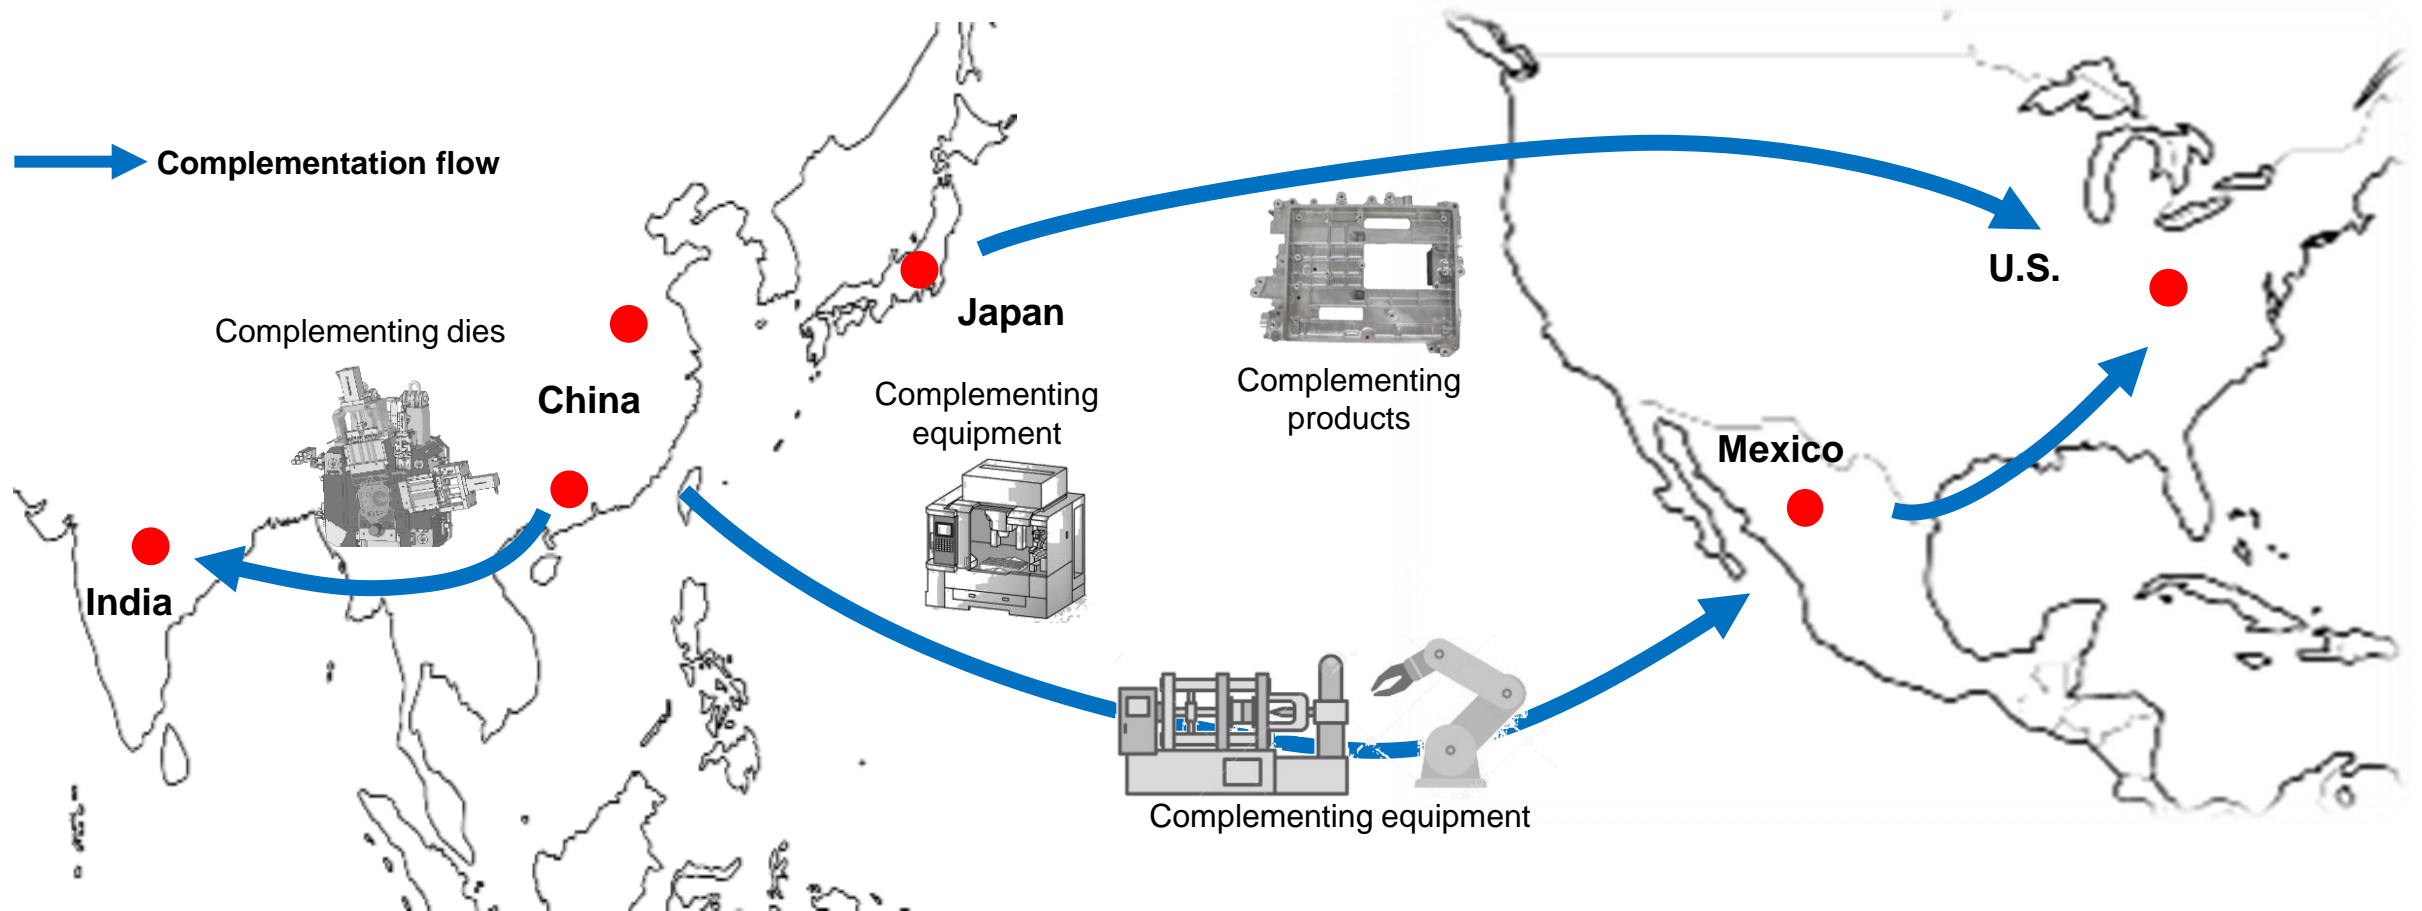 Complementation flow
Complementing dies
China
India
Japan
Complementing
equipment
Complementing
products
U.S.
Mexico
Complementing equipment